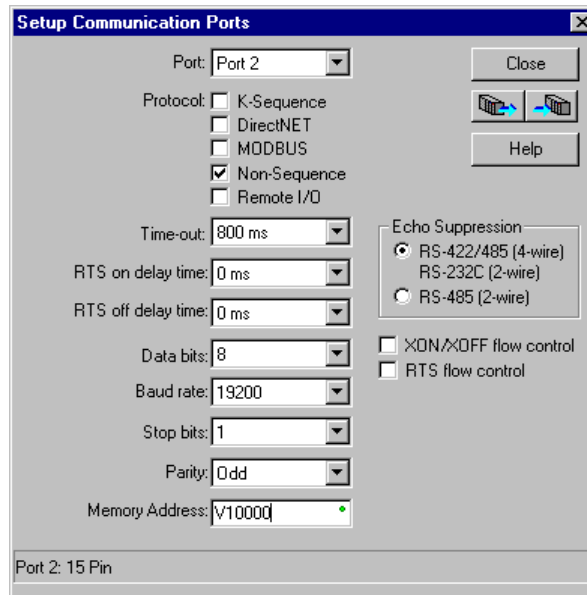 Setup Communication Ports
Port: Port 2
Close
Protocol: K-Sequence
DirectNET
MODBUS
Help
Non-Sequence
Remote I/O
Time-out: 800 ms
Echo Suppression
RS-422/485 (4-wire)
RS-232C (2-wire)
RTS on delay time: 0 ms
RS-485 (2-wire)
RTS off delay time: 0 ms
XON/XOFF flow control
Data bits: 8
RTS flow control
Baud rate: 19200
Stop bits: 1
Parity: Odd
Memory Address: V10000
Port 2: 15 Pin